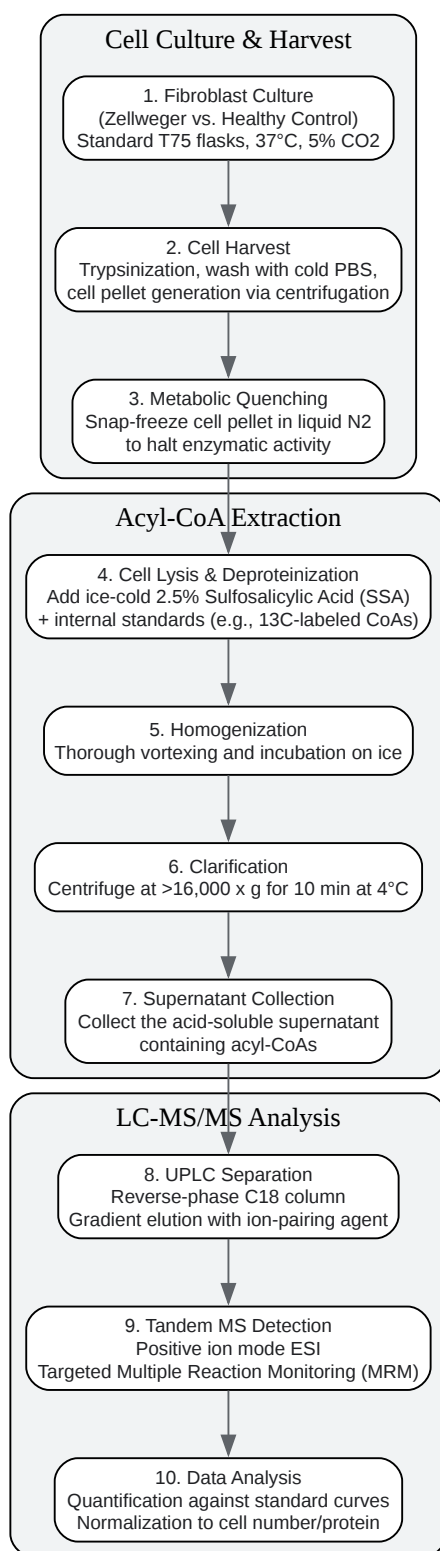 Cell Culture & Harvest
1. Fibroblast Culture
(Zellweger vs. Healthy Control)
Standard T75 flasks, 37°C, 5% CO2
2. Cell Harvest
Trypsinization, wash with cold PBS,
cell pellet generation via centrifugation
3. Metabolic Quenching
Snap-freeze cell pellet in liquid N2
to halt enzymatic activity
Acyl-CoA Extraction
4. Cell Lysis & Deproteinization
Add ice-cold 2.5% Sulfosalicylic Acid (SSA)
+ internal standards (e.g., 13C-labeled CoAs)
5. Homogenization
Thorough vortexing and incubation on ice
6. Clarification
Centrifuge at >16,000 x g for 10 min at 4°C
7. Supernatant Collection
Collect the acid-soluble supernatant
containing acyl-CoAs
LC-MS/MS Analysis
8. UPLC Separation
Reverse-phase C18 column
Gradient elution with ion-pairing agent
9. Tandem MS Detection
Positive ion mode ESI
Targeted Multiple Reaction Monitoring (MRM)
10. Data Analysis
Quantification against standard curves
Normalization to cell number/protein